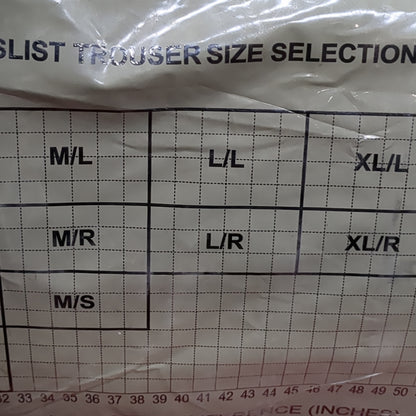 SLIST TROUSER SIZE SELECTION
M/L L/L XL/L
M/R L/R XL/R
M/S
32 33 34 35 36 37 38 39 40 41 42 43 44 45 46 47 48 49 50
(INCHES)